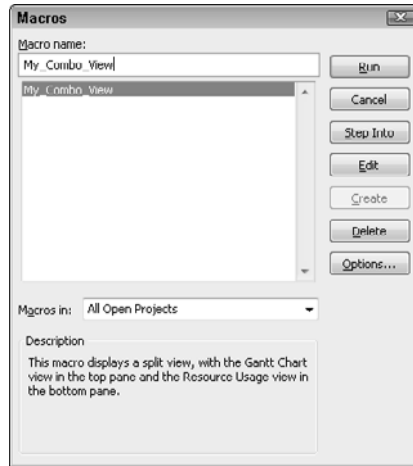 Macros
Macro name:
My_Combo_View
Run
My_Combo_View
Cancel
Step Into
Edit
Create
Delete
Options...
Macros in: All Open Projects
Description
This macro displays a split view, with the Gantt Chart
view in the top pane and the Resource Usage view in
the bottom pane.